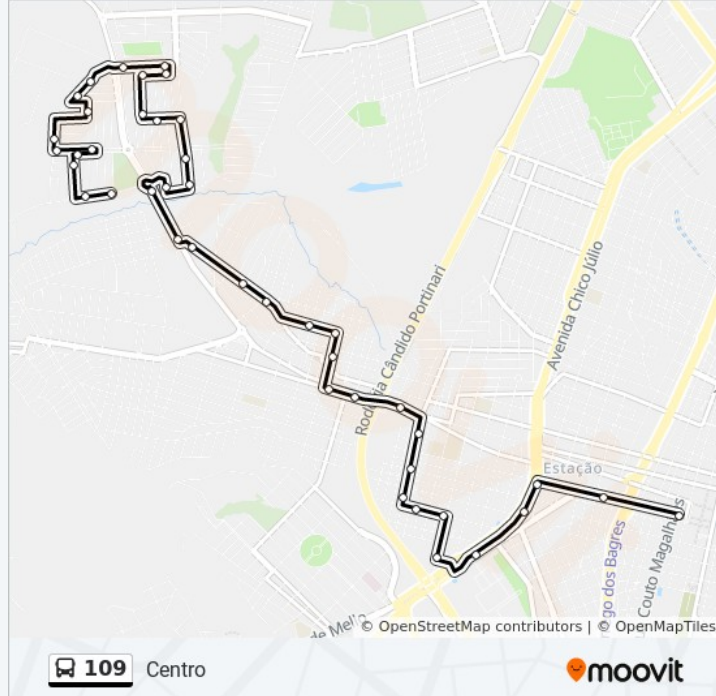 Rodovia Cândido Portinari
Avenida Chico Júlio
Estação
go dos Bagres
Couto Magalhães
de Mello
© OpenStreetMap contributors | © OpenMapTiles
109 Centro
moovit